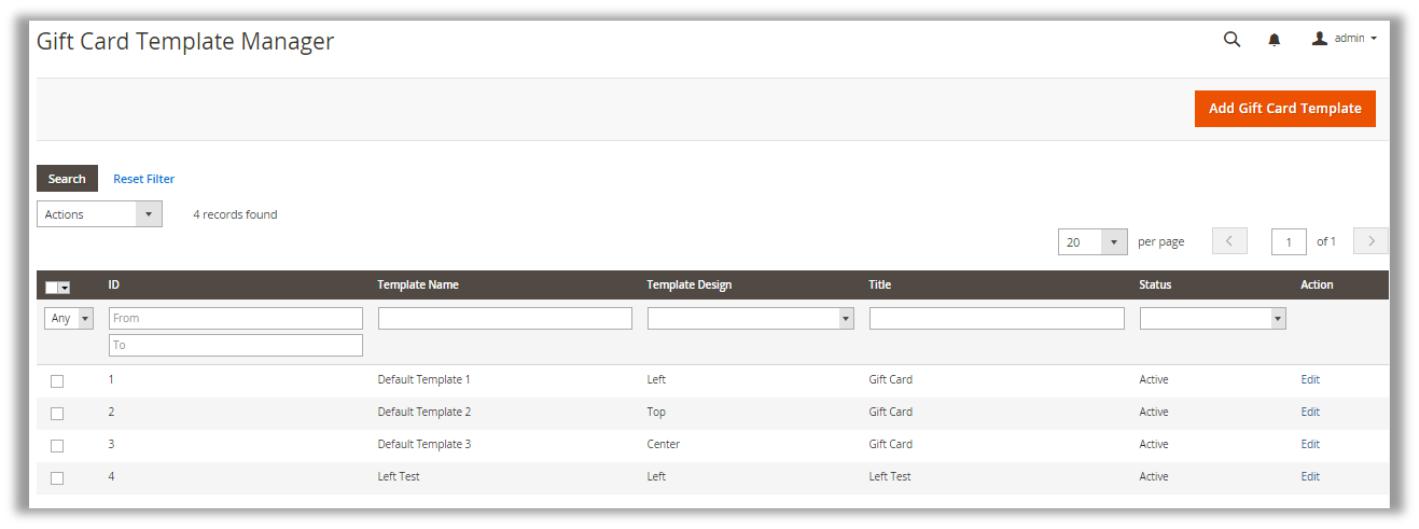 Gift Card Template Manager
admin
Add Gift Card Template
Search Reset Filter
Actions 4 records found
20 per page 1 of 1
ID Template Name Template Design Title Status Action
Any From
To
1 Default Template 1 Left Gift Card Active Edit
2 Default Template 2 Top Gift Card Active Edit
3 Default Template 3 Center Gift Card Active Edit
4 Left Test Left Left Test Active Edit